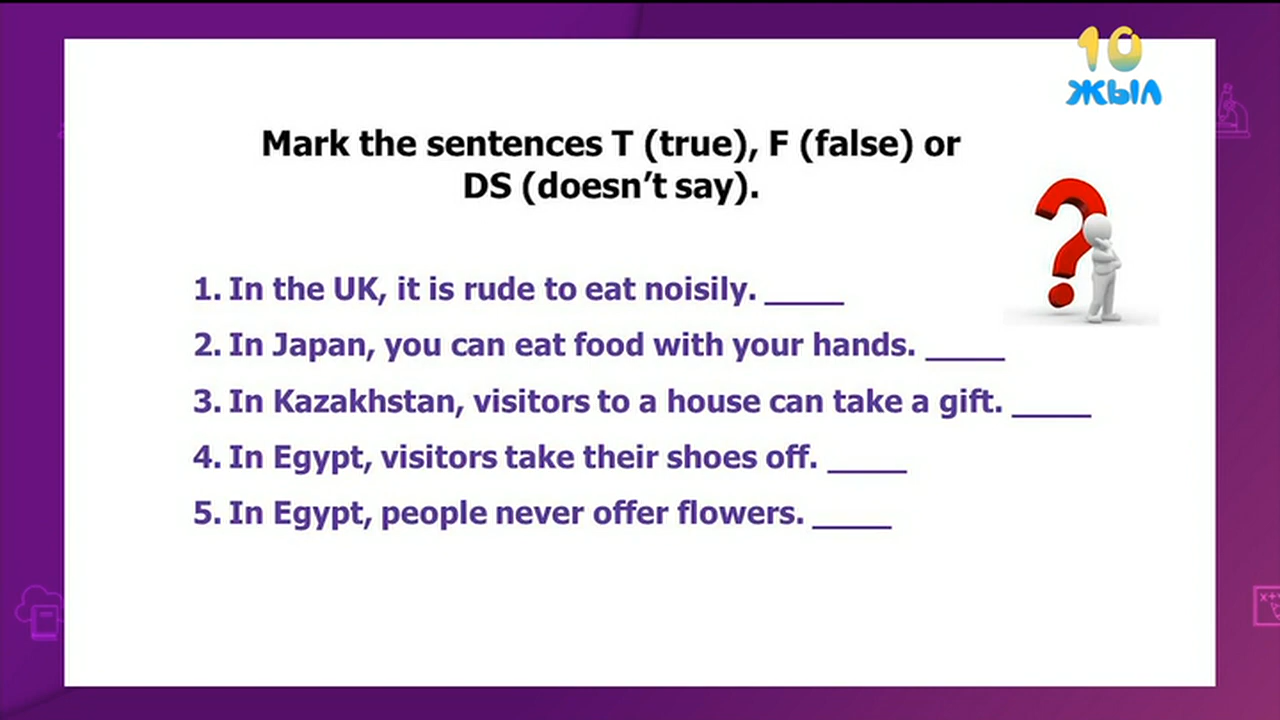 10
жыл
Mark the sentences T (true), F (false) or
DS (doesn't say).
1. In the UK, it is rude to eat noisily. _____
2. In Japan, you can eat food with your hands. _____
3. In Kazakhstan, visitors to a house can take a gift. _____
4. In Egypt, visitors take their shoes off. _____
5. In Egypt, people never offer flowers. _____